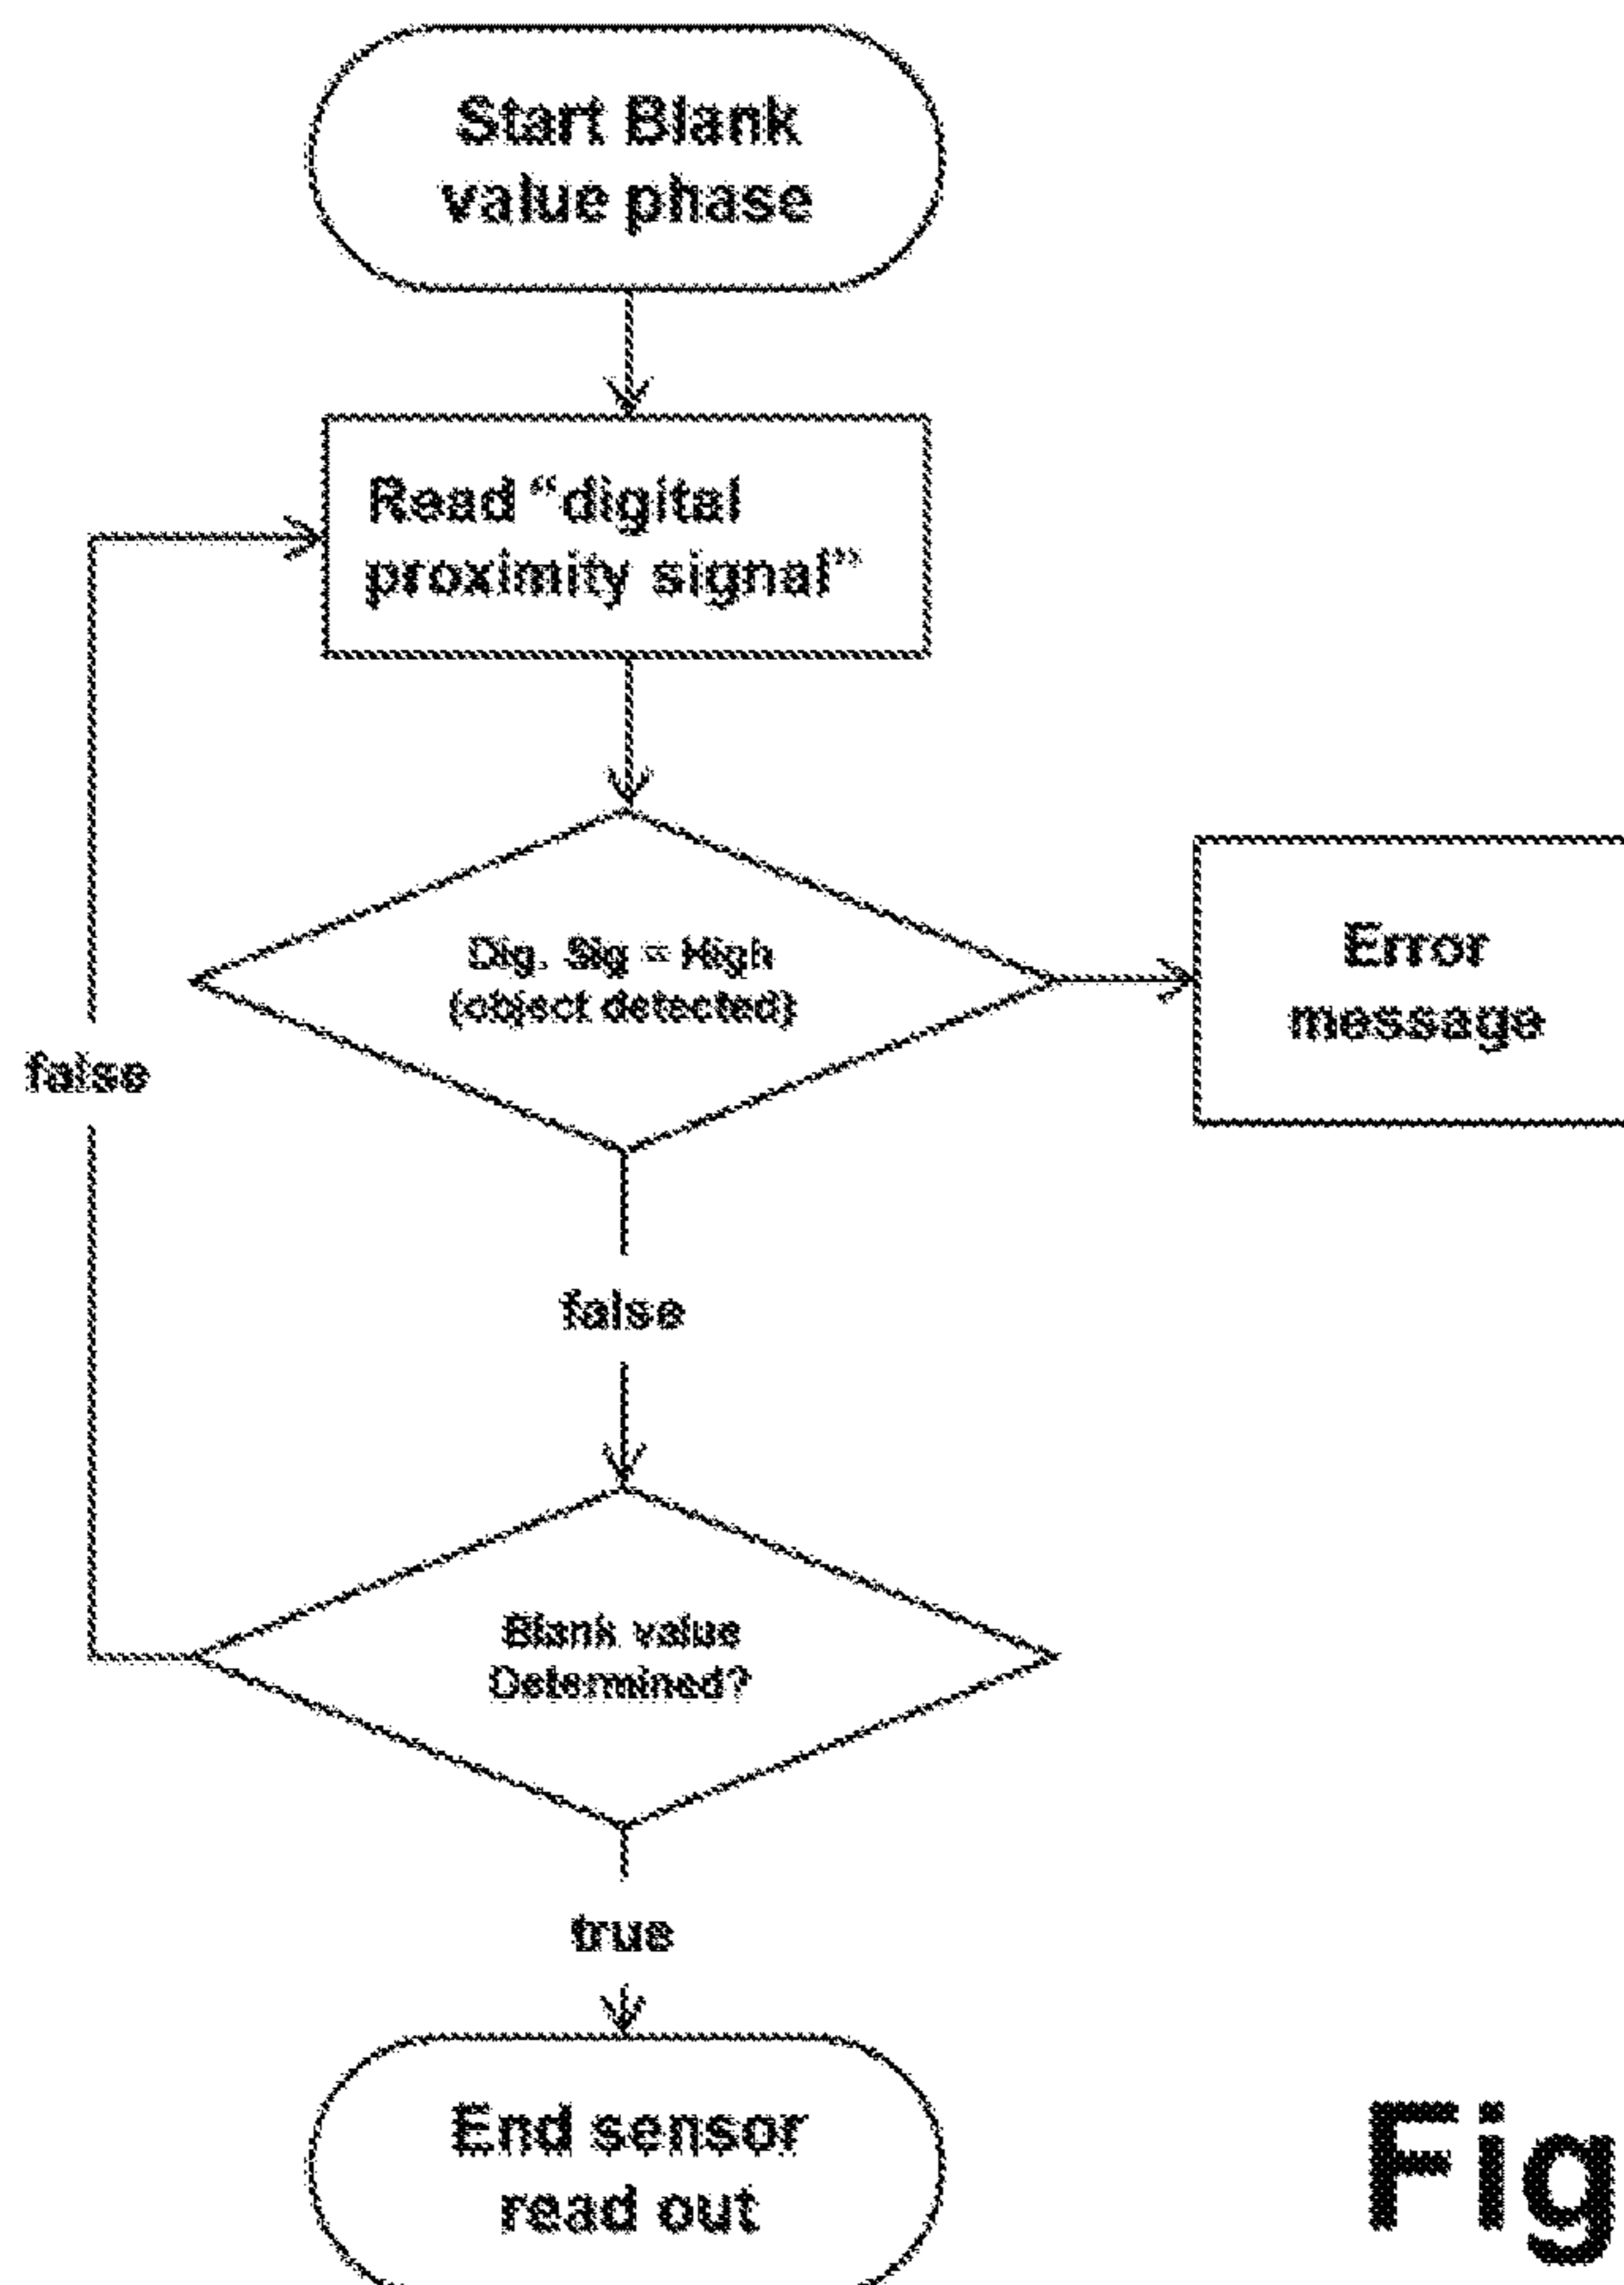 Start Blank
value phase
Read “digital
proximity signal”
Dig. Sig = High
(object detected)
Error
message
false
false
Blank value
Determined?
true
End sensor
read out
Fig